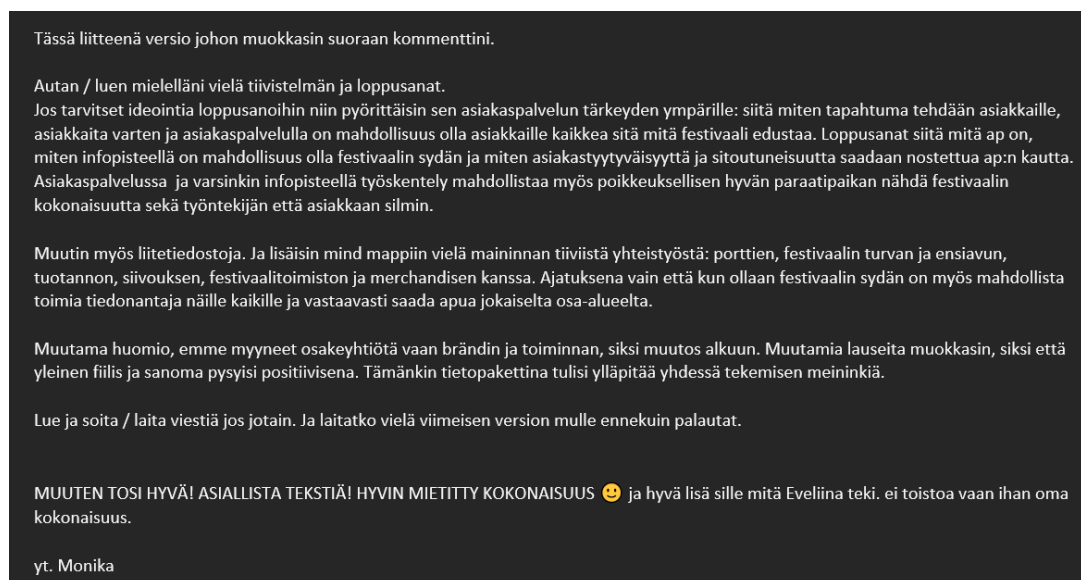 Tässä liitteenä versio johon muokkasin suoraan kommenttini.
Autan / luen mielelläni vielä tiivistelmän ja loppusanat.
Jos tarvitset ideointia loppusanoihin niin pyörittäisin sen asiakaspalvelun tärkeyden ympärille: siitä miten tapahtuma tehdään asiakkaille,
asiakkaita varten ja asiakaspalvelulla on mahdollisuus olla asiakkaille kaikkea sitä mitä festivaali edustaa. Loppusanat siitä mitä ap on,
miten infopisteellä on mahdollisuus olla festivaalin sydän ja miten asiakastyytyväisyyttä ja sitoutuneisuutta saadaan nostettua ap:n kautta.
Asiakaspalvelussa  ja varsinkin infopisteellä työskentely mahdollistaa myös poikkeuksellisen hyvän paraatipaikan nähdä festivaalin
kokonaisuutta sekä työntekijän että asiakkaan silmin.
Muutin myös liitetiedostoja. Ja lisäisin mind mappiin vielä maininnan tiiviistä yhteistyöstä: porttien, festivaalin turvan ja ensiavun,
tuotannon, siivouksen, festivaalitoimiston ja merchandisen kanssa. Ajatuksena vain että kun ollaan festivaalin sydän on myös mahdollista
toimia tiedonantaja näille kaikille ja vastaavasti saada apua jokaiselta osa-alueelta.
Muutama huomio, emme myyneet osakeyhtiötä vaan brändin ja toiminnan, siksi muutos alkuun. Muutamia lauseita muokkasin, siksi että
yleinen fiilis ja sanoma pysyisi positiivisena. Tämänkin tietopakettina tulisi ylläpitää yhdessä tekemisen meininkiä.
Lue ja soita / laita viestiä jos jotain. Ja laitatko vielä viimeisen version mulle ennekuin palautat.
MUUTEN TOSI HYVÄ! ASIALLISTA TEKSTIÄ! HYVIN MIETITTY KOKONAISUUS 🙂 ja hyvä lisä sille mitä Eveliina teki. ei toistoa vaan ihan oma
kokonaisuus.
yt. Monika